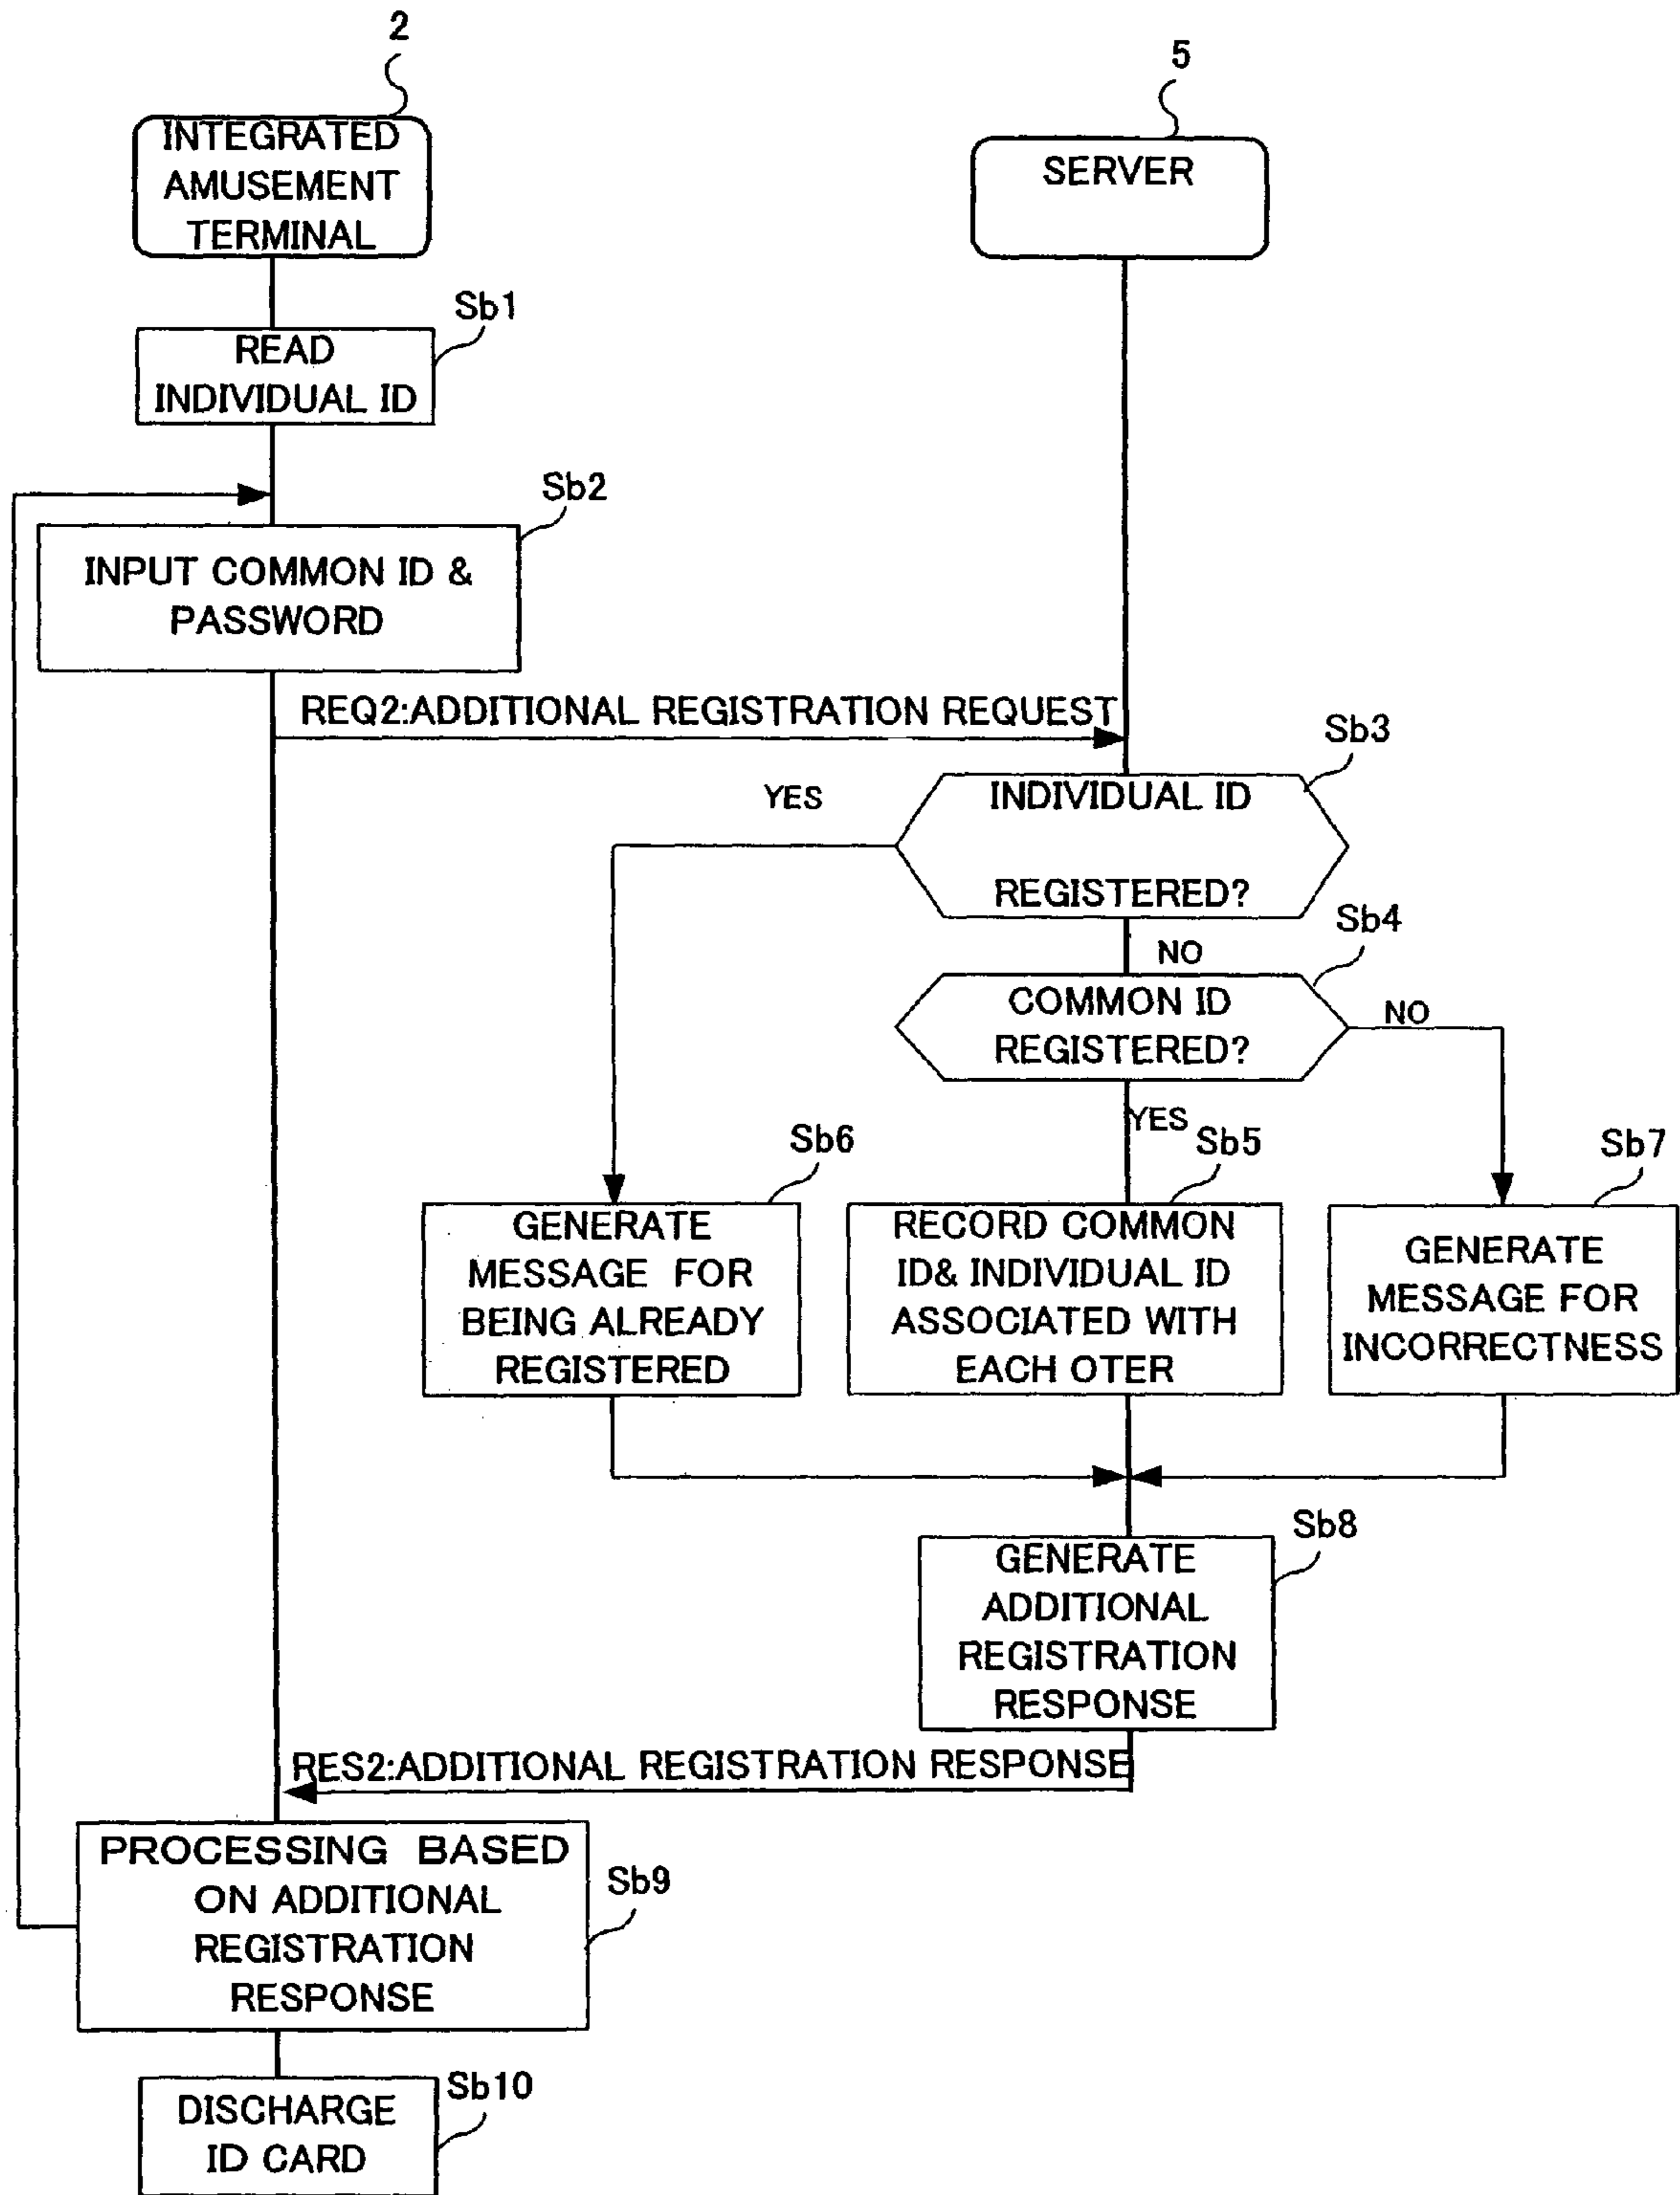 2
5
INTEGRATED
AMUSEMENT
TERMINAL
SERVER
Sb1
READ
INDIVIDUAL ID
Sb2
INPUT COMMON ID &
PASSWORD
REQ2:ADDITIONAL REGISTRATION REQUEST
Sb3
YES
INDIVIDUAL ID
REGISTERED?
Sb4
NO
COMMON ID
REGISTERED?
NO
YES
Sb6
Sb5
Sb7
GENERATE
MESSAGE FOR
BEING ALREADY
REGISTERED
RECORD COMMON
ID& INDIVIDUAL ID
ASSOCIATED WITH
EACH OTER
GENERATE
MESSAGE FOR
INCORRECTNESS
Sb8
GENERATE
ADDITIONAL
REGISTRATION
RESPONSE
RES2:ADDITIONAL REGISTRATION RESPONSE
PROCESSING BASED
ON ADDITIONAL
REGISTRATION
RESPONSE
Sb9
Sb10
DISCHARGE
ID CARD